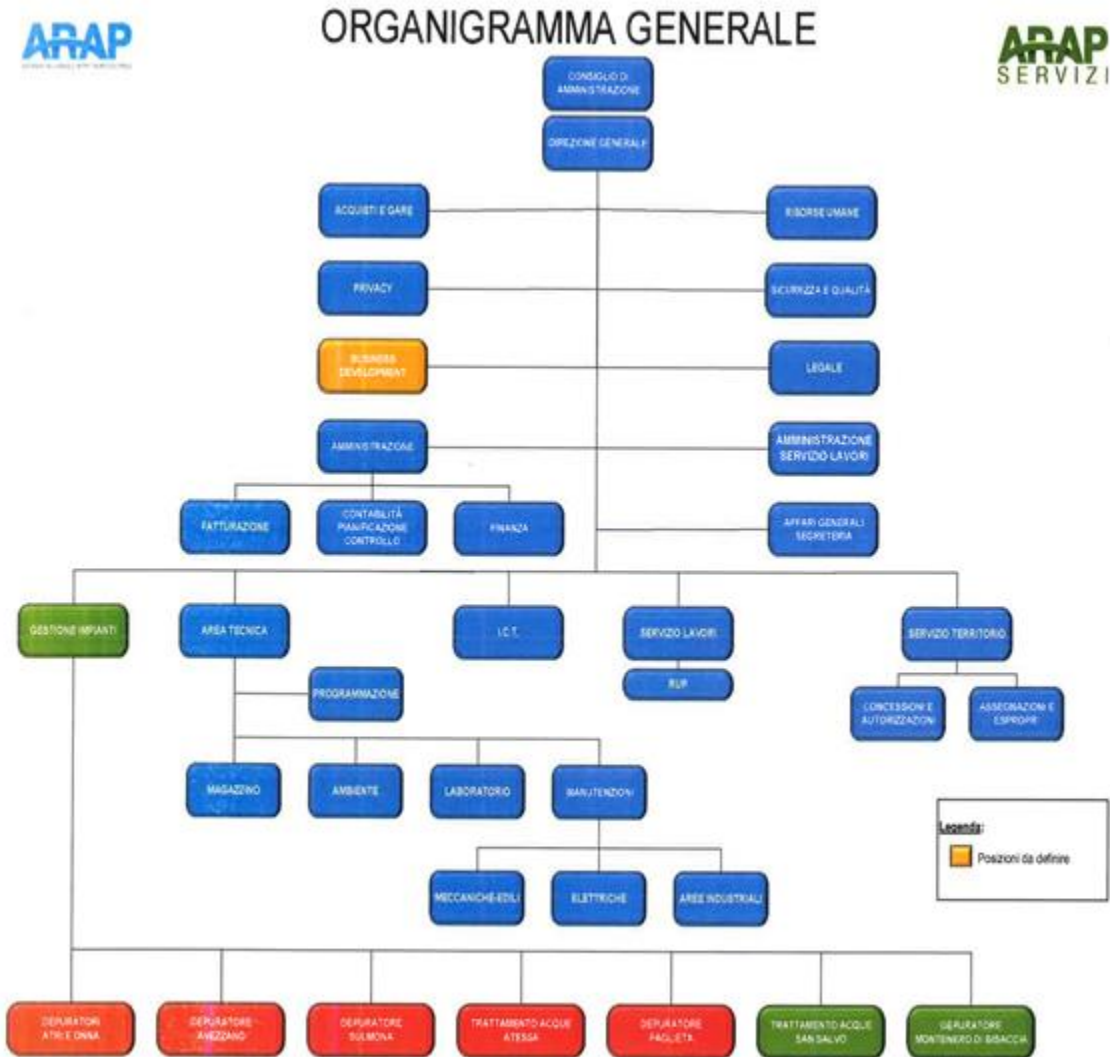 ORGANIGRAMMA GENERALE
ARAP
ARAP
SERVIZI
CONSIGLIO DI
AMMINISTRAZIONE
DIREZIONE GENERALE
ACQUISTI E GARE
RISORSE UMANE
PRIVACY
SICUREZZA E QUALITÀ
BUSINESS
DEVELOPMENT
LEGALE
AMMINISTRAZIONE
AMMINISTRAZIONE
SERVIZIO LAVORI
FATTURAZIONE
CONTABILITÀ
PIANIFICAZIONE
CONTROLLO
FINANZA
AFFARI GENERALI
SEGRETERIA
GESTIONE IMPIANTI
AREA TECNICA
I.C.T.
SERVIZIO LAVORI
SERVIZIO TERRITORIO
PROGRAMMAZIONE
RUP
CONCESSIONI E
AUTORIZZAZIONI
ASSEGNAZIONI E
ESPROPRI
MAGAZZINO
AMBIENTE
LABORATORIO
MANUTENZIONI
Legenda:
Posizioni da definire
MECCANICHE-EDILI
ELETTRICHE
AREE INDUSTRIALI
DEPURATORI
ATRI E ONNA
DEPURATORE
AVEZZANO
DEPURATORE
SULMONA
TRATTAMENTO ACQUE
ATESSA
DEPURATORE
PAGLIETA
TRATTAMENTO ACQUE
SAN SALVO
DEPURATORE
MONTENERO DI BISACCIA